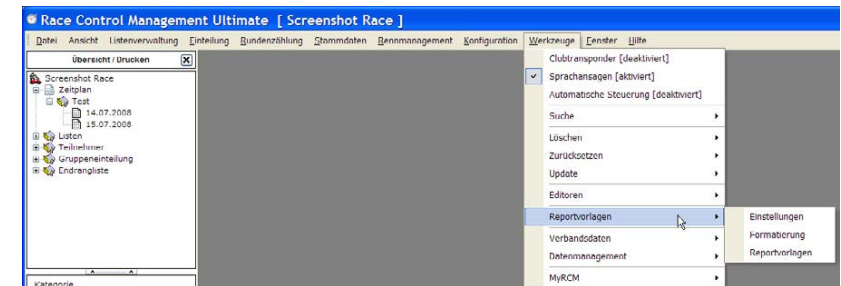 Race Control Management Ultimate [ Screenshot Race ]
Datei Ansicht Listenverwaltung Einteilung Rundenzählung Stammdaten Rennmanagement Konfiguration Werkzeuge Fenster Hilfe
Übersicht / Drucken
Screenshot Race
Zeitplan
Test
14.07.2008
15.07.2008
Listen
Teilnehmer
Gruppeneinteilung
Endrangliste
Kategorie
Clubtransponder [deaktiviert]
Sprachansagen [aktiviert]
Automatische Steuerung [deaktiviert]
Suche
Löschen
Zurücksetzen
Update
Editoren
Reportvorlagen
Verbandsdaten
Datenmanagement
MyRCM
Einstellungen
Formatierung
Reportvorlagen